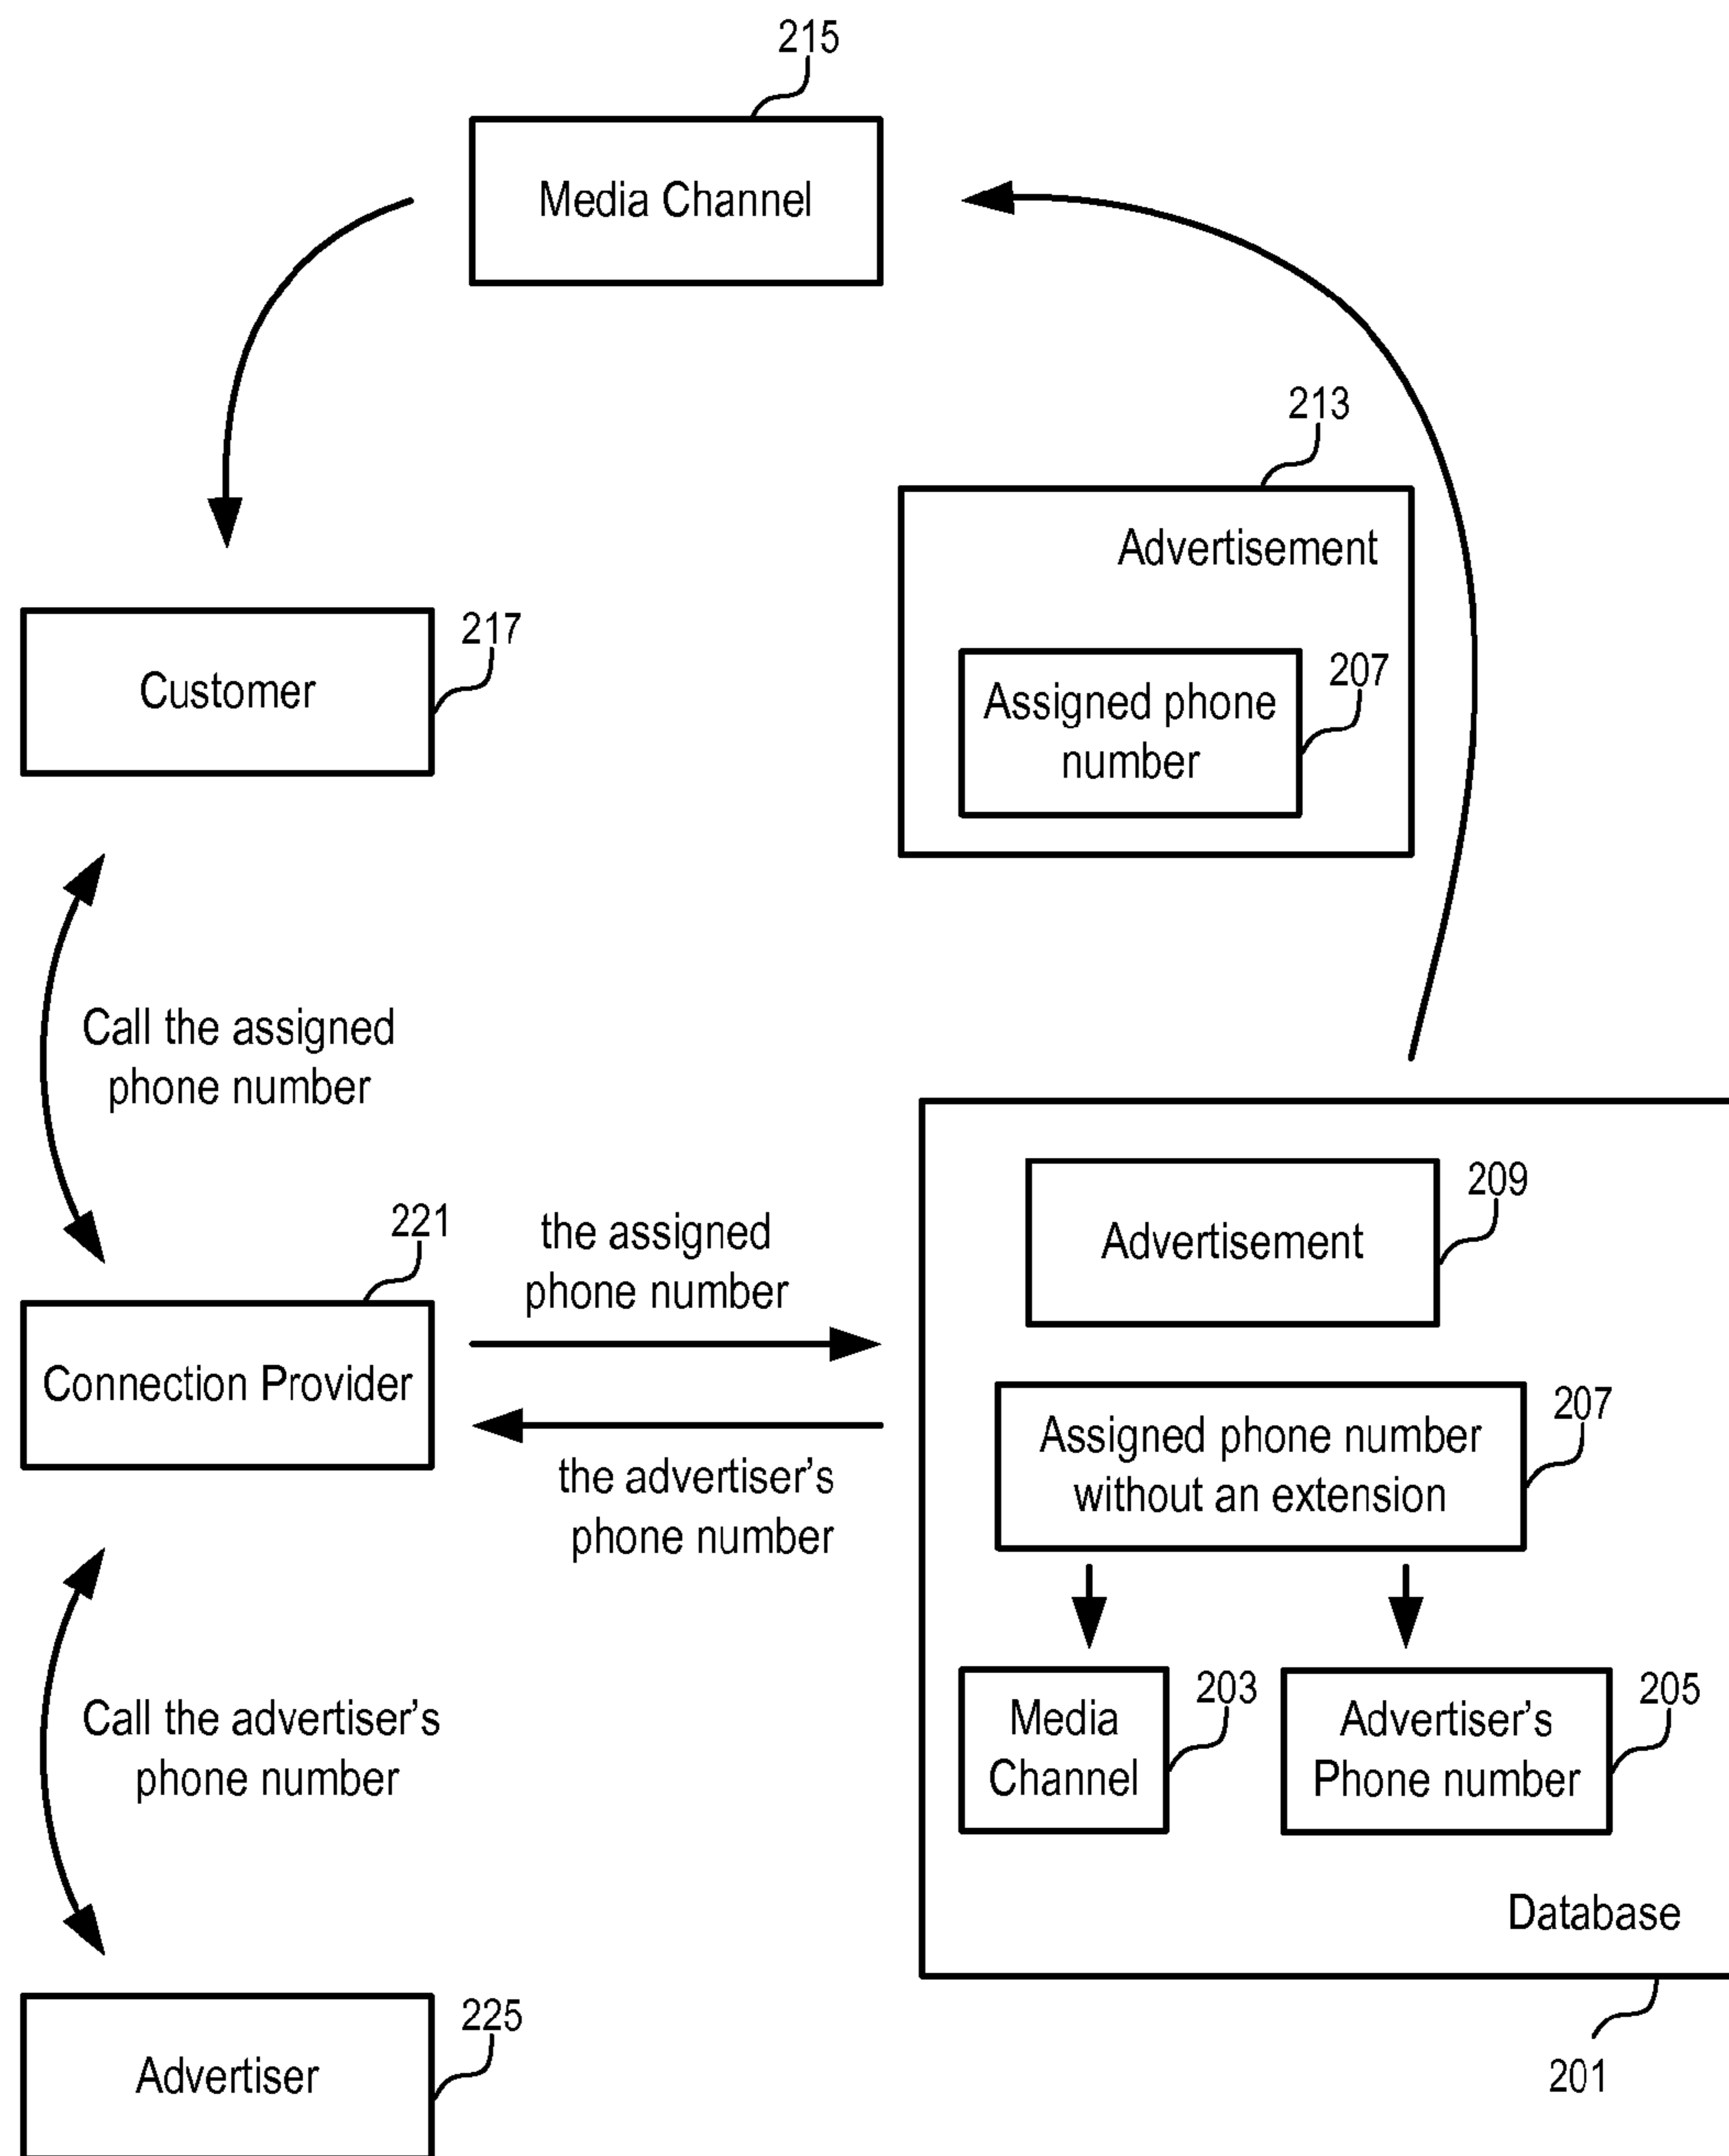 215
Media Channel
213
Advertisement
217
Customer
207
Assigned phone
number
Call the assigned
phone number
221
the assigned
phone number
Connection Provider
the advertiser's
phone number
209
Advertisement
207
Assigned phone number
without an extension
203
Media
Channel
205
Advertiser's
Phone number
Call the advertiser's
phone number
Database
201
225
Advertiser